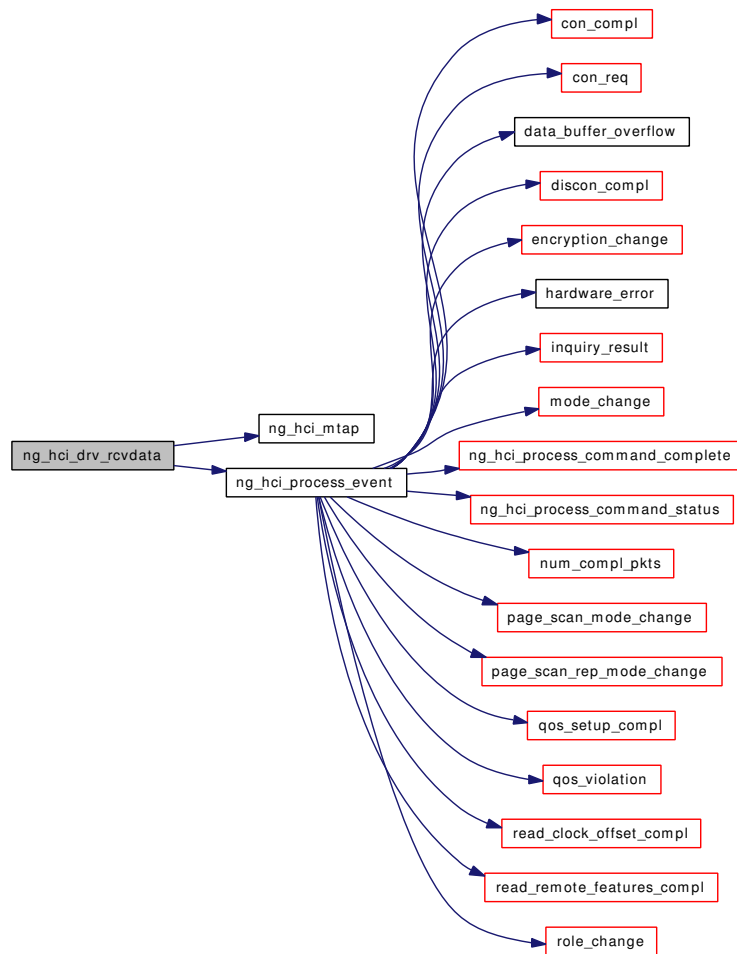 con_compl
con_req
data_buffer_overflow
discon_compl
encryption_change
hardware_error
inquiry_result
mode_change
ng_hci_mtap
ng_hci_drv_rcvdata
ng_hci_process_command_complete
ng_hci_process_event
ng_hci_process_command_status
num_compl_pkts
page_scan_mode_change
page_scan_rep_mode_change
qos_setup_compl
qos_violation
read_clock_offset_compl
read_remote_features_compl
role_change